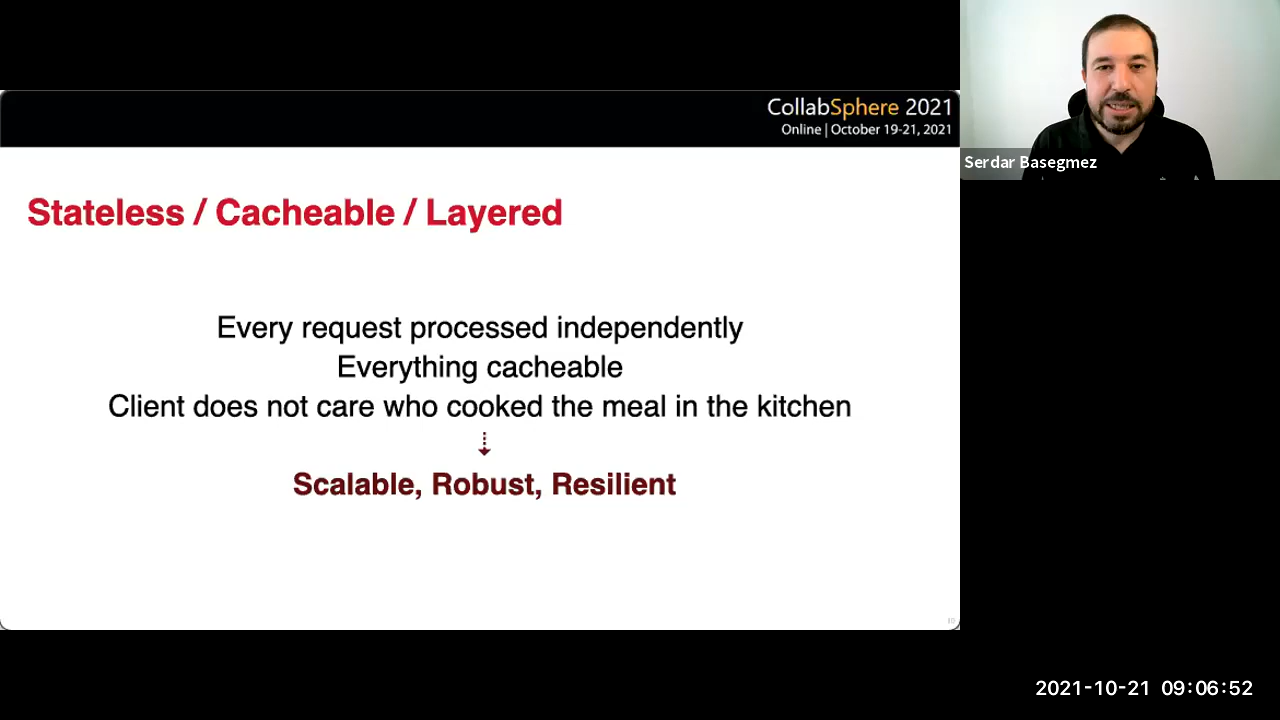 CollabSphere 2021
Online | October 19-21, 2021
Serdar Basegmez
Stateless / Cacheable / Layered
Every request processed independently
Everything cacheable
Client does not care who cooked the meal in the kitchen
Scalable, Robust, Resilient
10
2021-10-21 09:06:52